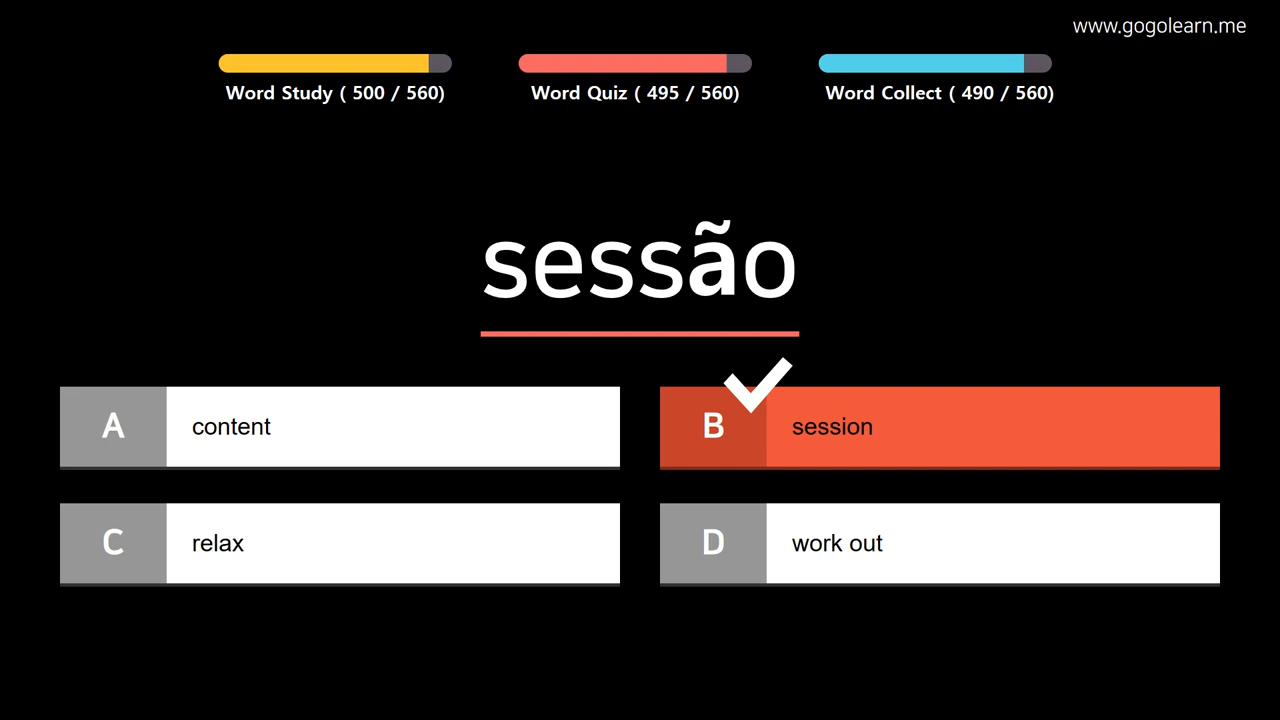 www.gogolearn.me
Word Study ( 500 / 560)
Word Quiz ( 495 / 560)
Word Collect ( 490 / 560)
sessão
A content
B session
C relax
D work out